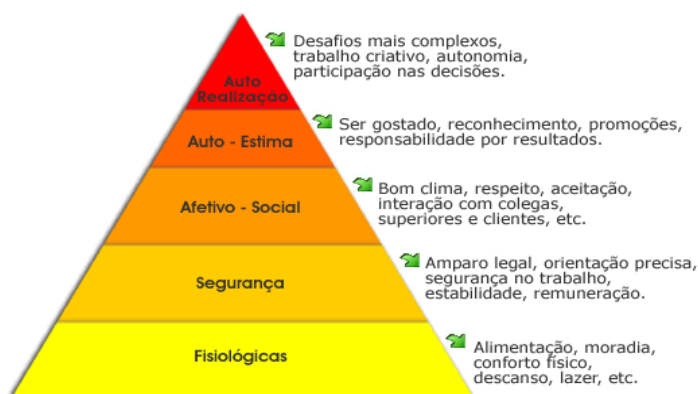 Desafios mais complexos,
trabalho criativo, autonomia,
participação nas decisões.
Auto
Realização
Ser gostado, reconhecimento, promoções,
responsabilidade por resultados.
Auto - Estima
Bom clima, respeito, aceitação,
interação com colegas,
superiores e clientes, etc.
Afetivo - Social
Amparo legal, orientação precisa,
segurança no trabalho,
estabilidade, remuneração.
Segurança
Alimentação, moradia,
conforto físico,
descanso, lazer, etc.
Fisiológicas